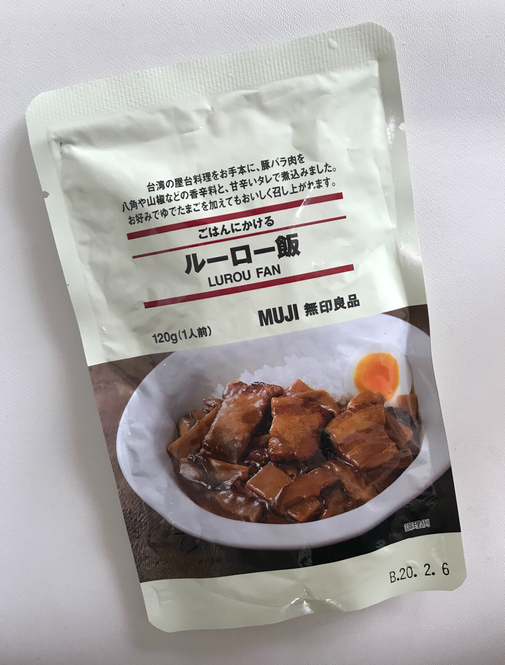 台湾の屋台料理をお手本に、豚バラ肉を
八角や山椒などの香辛料と、甘辛いタレで煮込みました。
お好みでゆでたまごを加えてもおいしく召し上がれます。
ごはんにかける
ルーロー飯
LUROU FAN
MUJI 無印良品
120g(1人前)
調理例
B.20. 2. 6